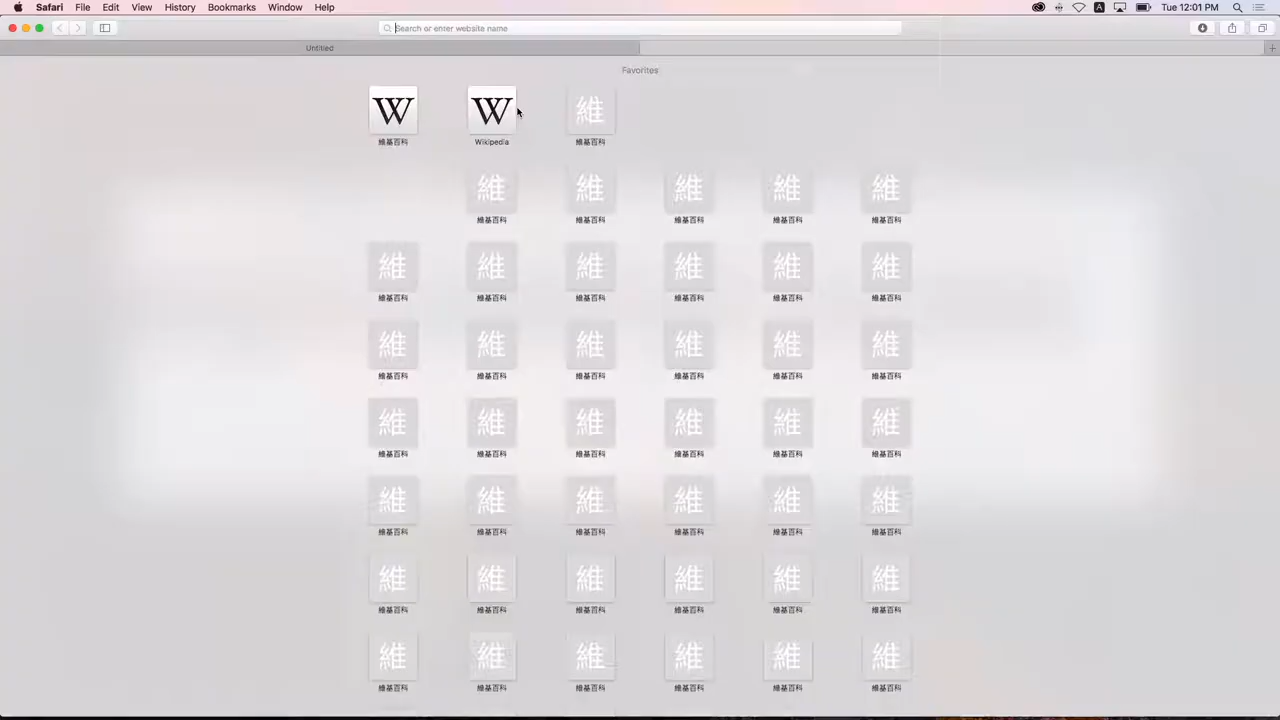 Safari File Edit View History Bookmarks Window Help A Tue 12:01 PM
Search or enter website name
Untitled
Favorites
W W 維
維基百科 Wikipedia 維基百科
維 維 維 維 維
維基百科 維基百科 維基百科 維基百科 維基百科
維 維 維 維 維 維
維基百科 維基百科 維基百科 維基百科 維基百科 維基百科
維 維 維 維 維 維
維基百科 維基百科 維基百科 維基百科 維基百科 維基百科
維 維 維 維 維 維
維基百科 維基百科 維基百科 維基百科 維基百科 維基百科
維 維 維 維 維 維
維基百科 維基百科 維基百科 維基百科 維基百科 維基百科
維 維 維 維 維 維
維基百科 維基百科 維基百科 維基百科 維基百科 維基百科
維 維 維 維 維 維
維基百科 維基百科 維基百科 維基百科 維基百科 維基百科